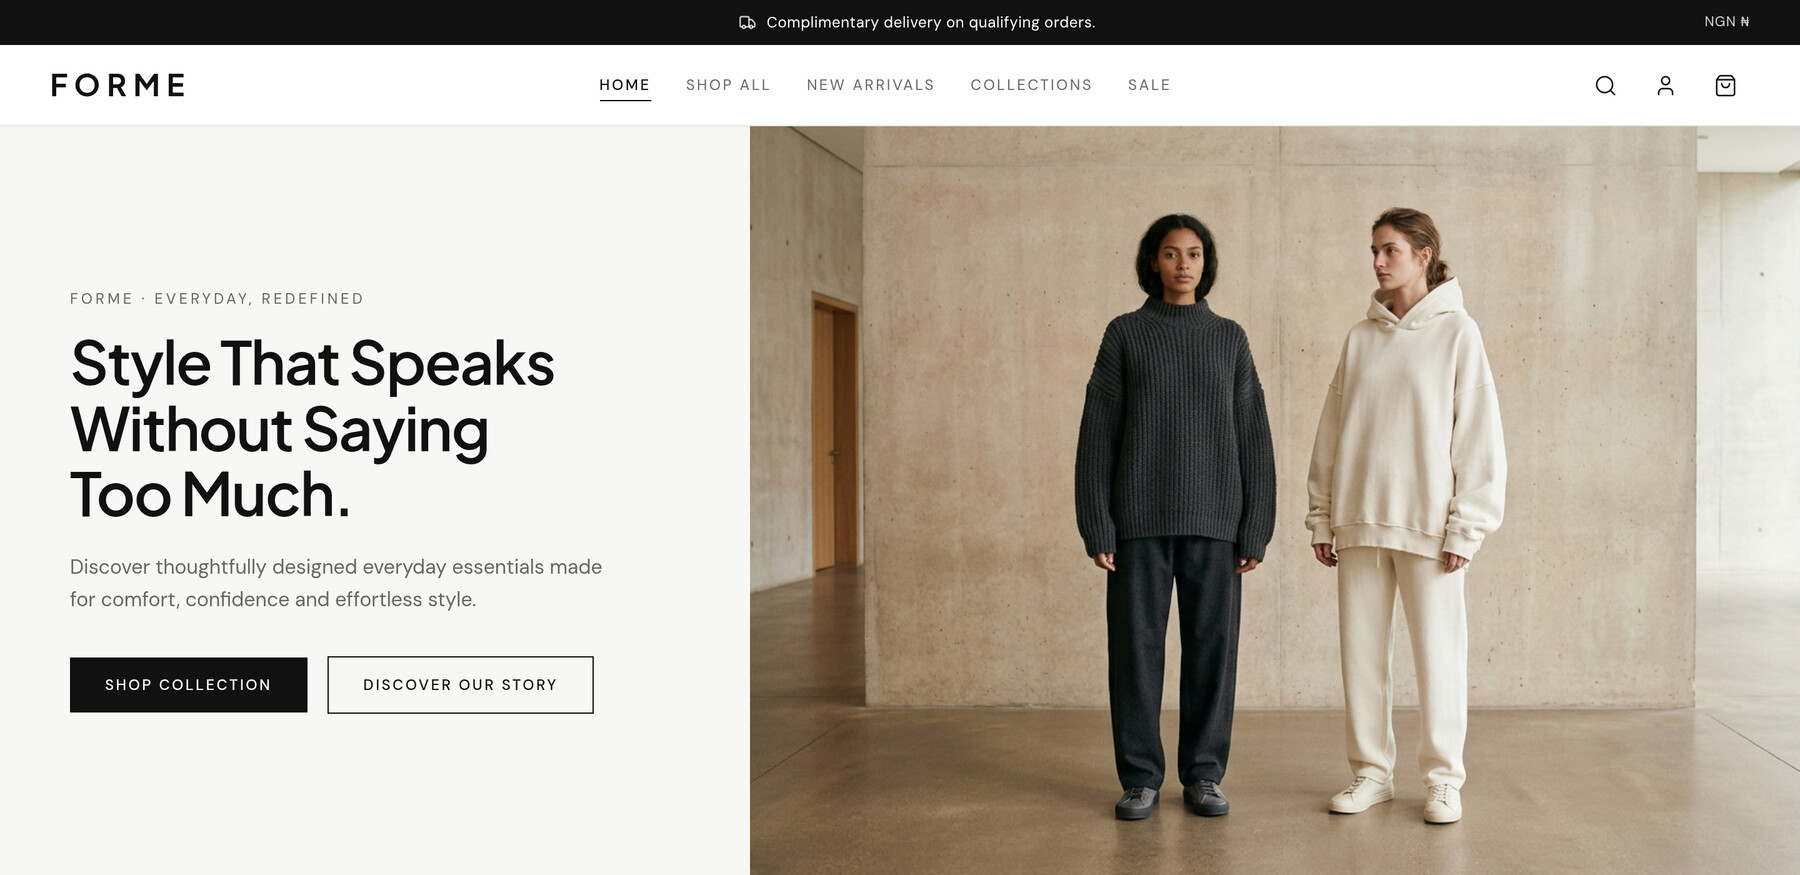 Complimentary delivery on qualifying orders.
NGN ₦
FORME
HOME
SHOP ALL
NEW ARRIVALS
COLLECTIONS
SALE
FORME · EVERYDAY, REDEFINED
Style That Speaks
Without Saying
Too Much.
Discover thoughtfully designed everyday essentials made
for comfort, confidence and effortless style.
SHOP COLLECTION
DISCOVER OUR STORY